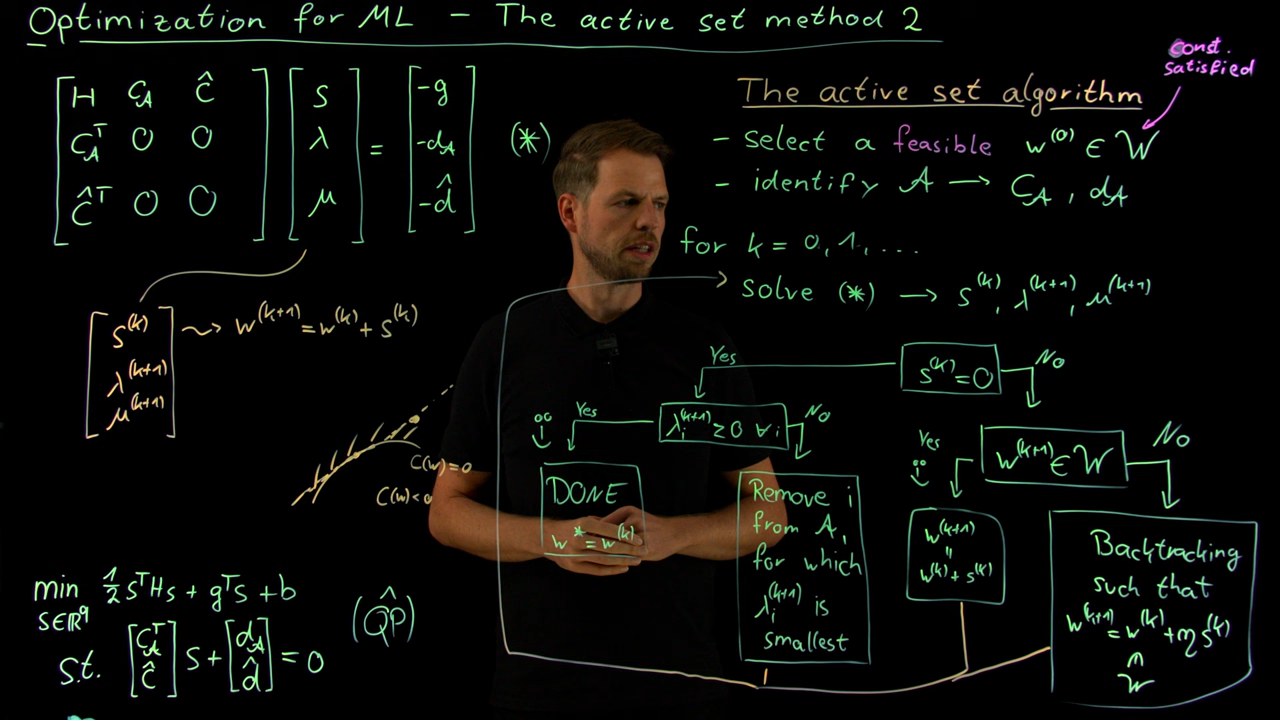 Optimization for ML – The active set method 2
[H C_A Ĉ; C_A^T 0 0; Ĉ^T 0 0] [s; λ; μ] = [-g; -d_A; -d̂] (*)
[s^(k); λ^(k+1); μ^(k+1)] ⇝ w^(k+1) = w^(k) + s^(k)
C(w)=0
C(w)<0
min 1/2 s^T H s + g^T s + b
s∈ℝ^q
s.t. [C_A^T; Ĉ] s + [d_A; d̂] = 0
(Q̂P)
const.
satisfied
The active set algorithm
- select a feasible w^(0) ∈ W
- identify A → C_A, d_A
for k = 0, 1, ...
solve (*) → s^(k), λ^(k+1), μ^(k+1)
s^(k) = 0
Yes
No
λ_i^(k+1) ≥ 0 ∀i
Yes
No
DONE
w* = w^(k)
Remove i
from A,
for which
λ_i^(k+1) is
smallest
w^(k+1) ∈ W
Yes
No
w^(k+1)
=
w^(k) + s^(k)
Backtracking
such that
w^(k+1) = w^(k) + η s^(k)
∈
W